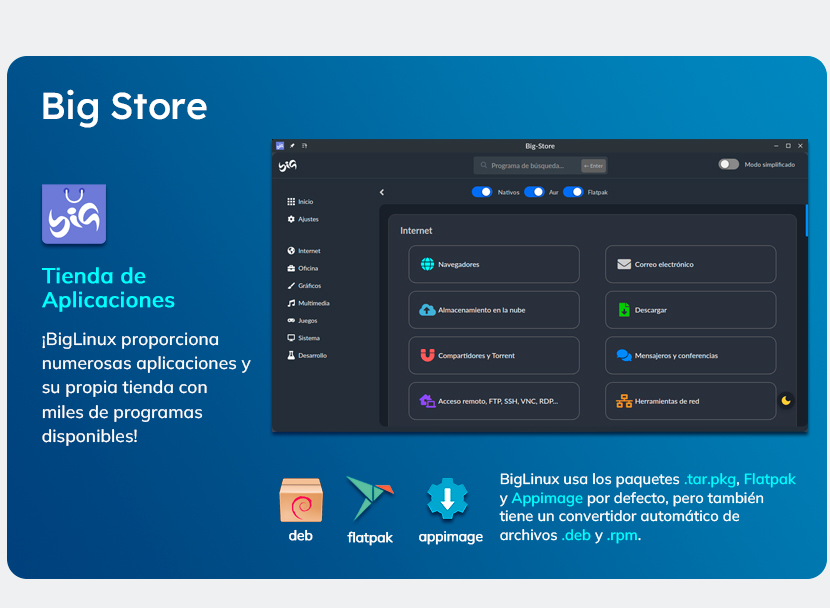 Big Store
big
Tienda de
Aplicaciones
¡BigLinux proporciona
numerosas aplicaciones y
su propia tienda con
miles de programas
disponibles!
Big-Store
big
Programa de búsqueda...
← Enter
Modo simplificado
Nativos
Aur
Flatpak
Inicio
Ajustes
Internet
Oficina
Gráficos
Multimedia
Juegos
Sistema
Desarrollo
Internet
Navegadores
Correo electrónico
Almacenamiento en la nube
Descargar
Compartidores y Torrent
Mensajeros y conferencias
Acceso remoto, FTP, SSH, VNC, RDP...
Herramientas de red
deb
flatpak
appimage
BigLinux usa los paquetes .tar.pkg, Flatpak
y Appimage por defecto, pero también
tiene un convertidor automático de
archivos .deb y .rpm.